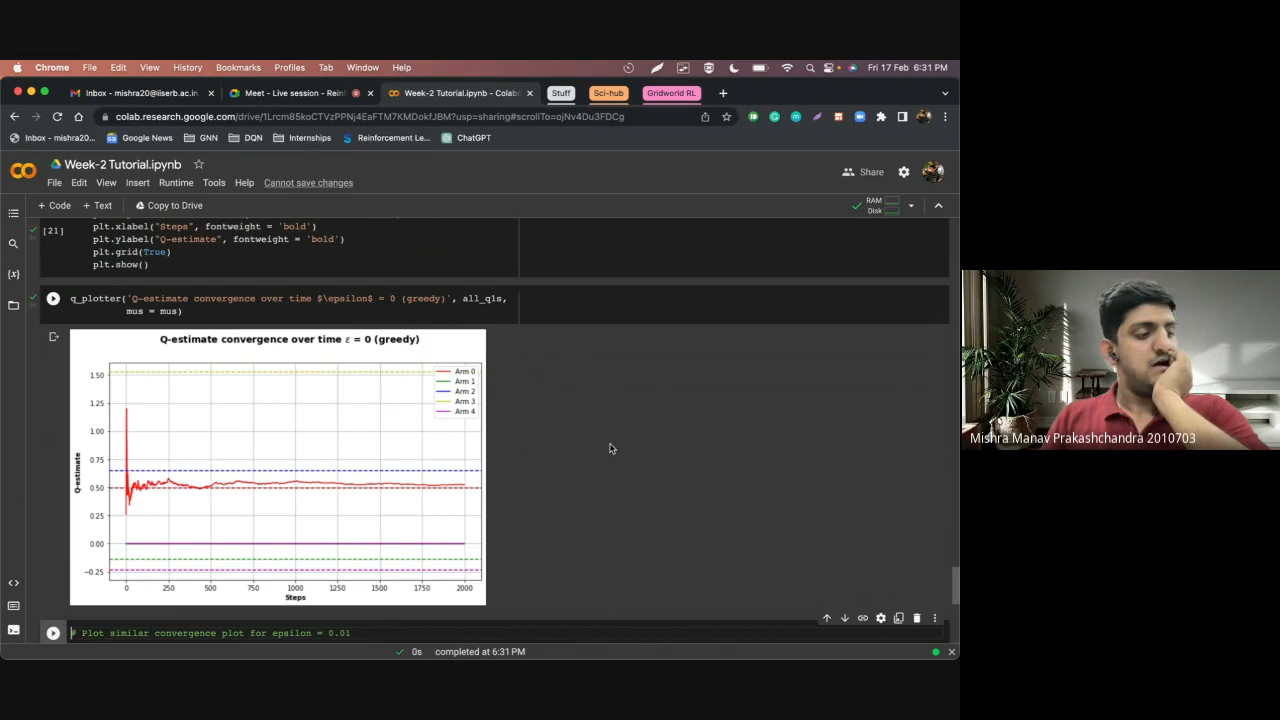 Chrome File Edit View History Bookmarks Profiles Tab Window Help Fri 17 Feb 6:31 PM
Inbox - mishra20@iiserb.ac.in Meet - Live session - Rein Week-2 Tutorial.ipynb - Colab Stuff Sci-hub Gridworld RL
colab.research.google.com/drive/1Lrcm85koCTVzPPNj4EaFTM7KMDokfJBM?usp=sharing#scrollTo=ojNv4Du3FDCg
Inbox - mishra20@... Google News GNN DQN Internships Reinforcement Le... ChatGPT
Week-2 Tutorial.ipynb
File Edit View Insert Runtime Tools Help Cannot save changes
Share
+ Code + Text Copy to Drive
RAM
Disk
[21] plt.xlabel("Steps", fontweight = 'bold')
plt.ylabel("Q-estimate", fontweight = 'bold')
plt.grid(True)
plt.show()
q_plotter('Q-estimate convergence over time $\epsilon$ = 0 (greedy)', all_q1s,
mus = mus)
Q-estimate convergence over time ε = 0 (greedy)
1.50
1.25
1.00
0.75
0.50
0.25
0.00
−0.25
Q-estimate
Arm 0
Arm 1
Arm 2
Arm 3
Arm 4
0 250 500 750 1000 1250 1500 1750 2000
Steps
# Plot similar convergence plot for epsilon = 0.01
0s completed at 6:31 PM
Mishra Manav Prakashchandra 2010703